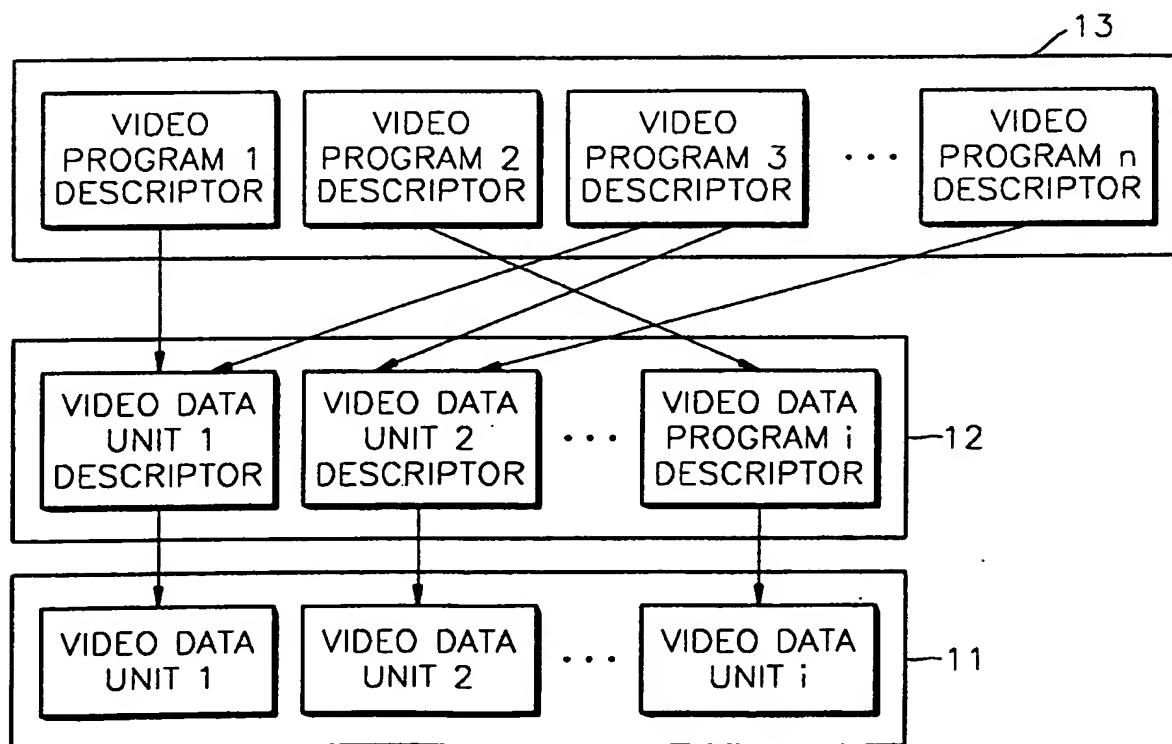 13
VIDEO
PROGRAM 1
DESCRIPTOR
VIDEO
PROGRAM 2
DESCRIPTOR
VIDEO
PROGRAM 3
DESCRIPTOR
...
VIDEO
PROGRAM n
DESCRIPTOR
VIDEO DATA
UNIT 1
DESCRIPTOR
VIDEO DATA
UNIT 2
DESCRIPTOR
...
VIDEO DATA
PROGRAM i
DESCRIPTOR
12
VIDEO DATA
UNIT 1
VIDEO DATA
UNIT 2
...
VIDEO DATA
UNIT i
11